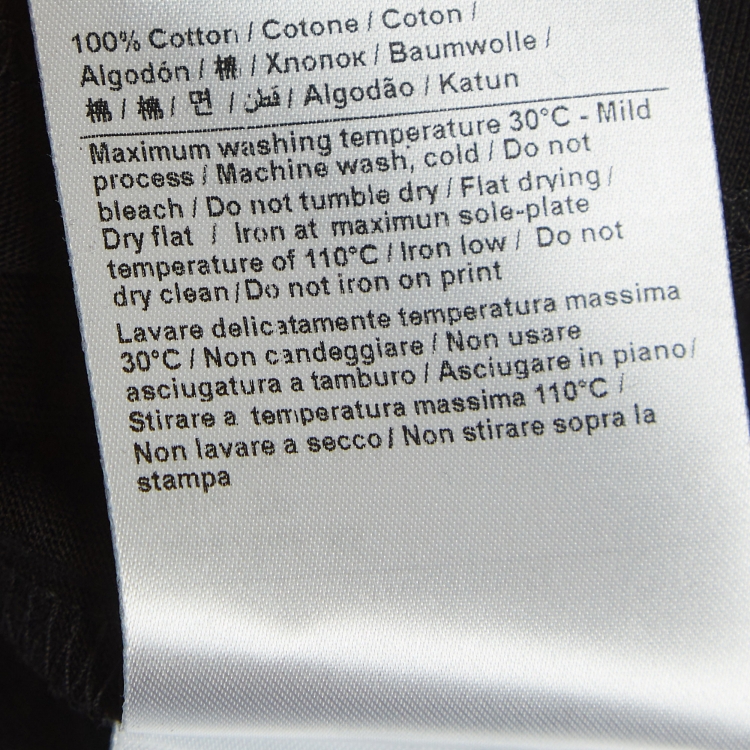 100% Cotton / Cotone / Coton /
Algodón / 棉 / Хлопок / Baumwolle /
棉 / 棉 / 면 / قطن / Algodão / Katun
Maximum washing temperature 30°C - Mild
process / Machine wash, cold / Do not
bleach / Do not tumble dry / Flat drying /
Dry flat / Iron at maximun sole-plate
temperature of 110°C / Iron low / Do not
dry clean / Do not iron on print
Lavare delicatamente temperatura massima
30°C / Non candeggiare / Non usare
asciugatura a tamburo / Asciugare in piano /
Stirare a temperatura massima 110°C /
Non lavare a secco / Non stirare sopra la
stampa